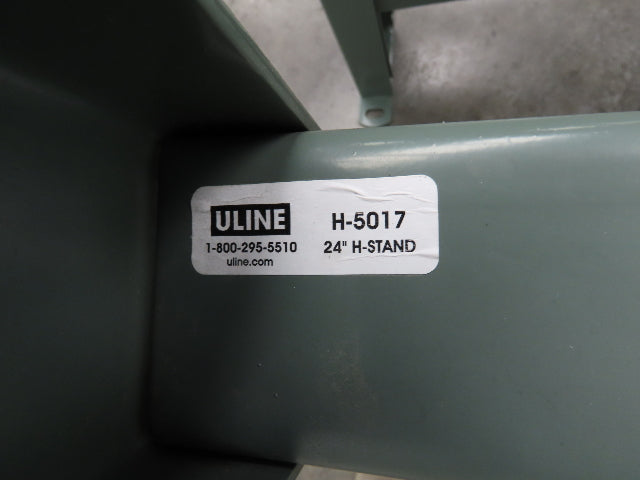 ULINE H-5017
1-800-295-5510 24" H-STAND
uline.com